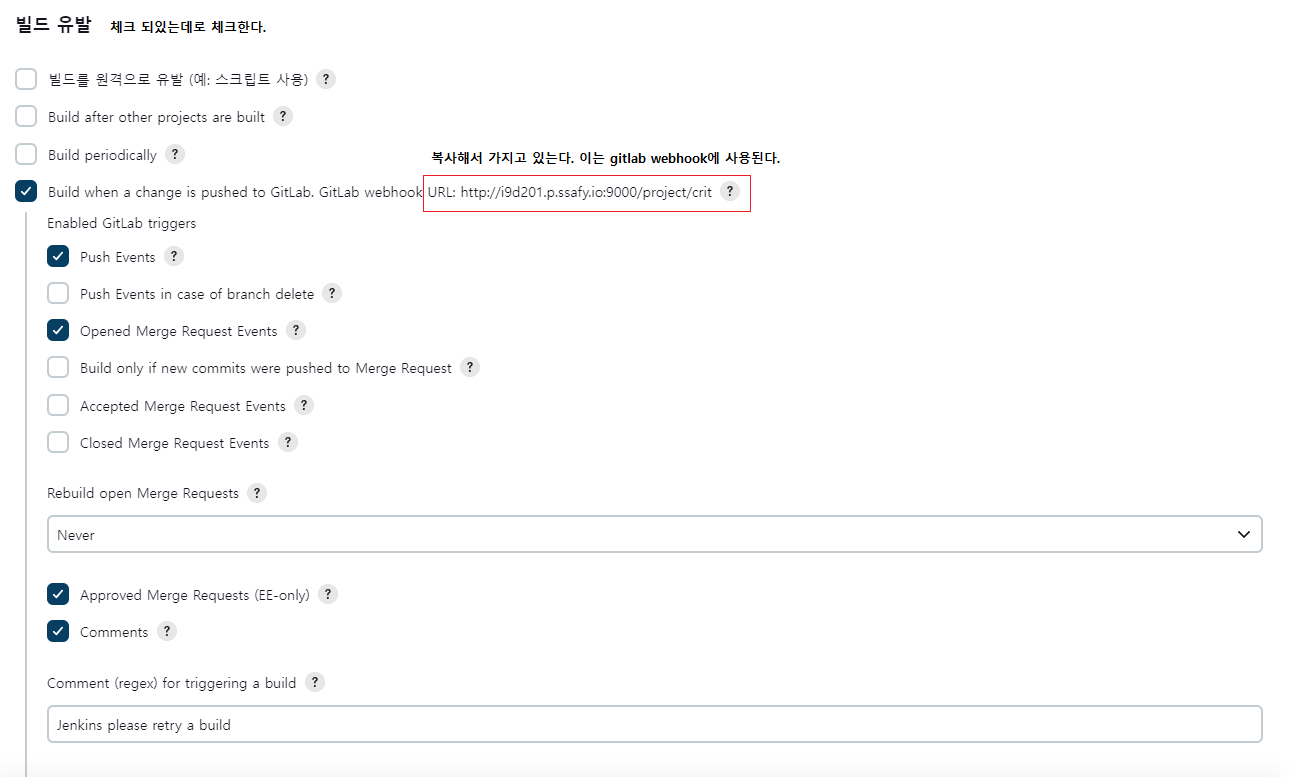 빌드 유발 체크 되있는데로 체크한다.
빌드를 원격으로 유발 (예: 스크립트 사용) ?
Build after other projects are built ?
Build periodically ?
복사해서 가지고 있는다. 이는 gitlab webhook에 사용된다.
Build when a change is pushed to GitLab. GitLab webhook URL: http://i9d201.p.ssafy.io:9000/project/crit ?
Enabled GitLab triggers
Push Events ?
Push Events in case of branch delete ?
Opened Merge Request Events ?
Build only if new commits were pushed to Merge Request ?
Accepted Merge Request Events ?
Closed Merge Request Events ?
Rebuild open Merge Requests ?
Never
Approved Merge Requests (EE-only) ?
Comments ?
Comment (regex) for triggering a build ?
Jenkins please retry a build